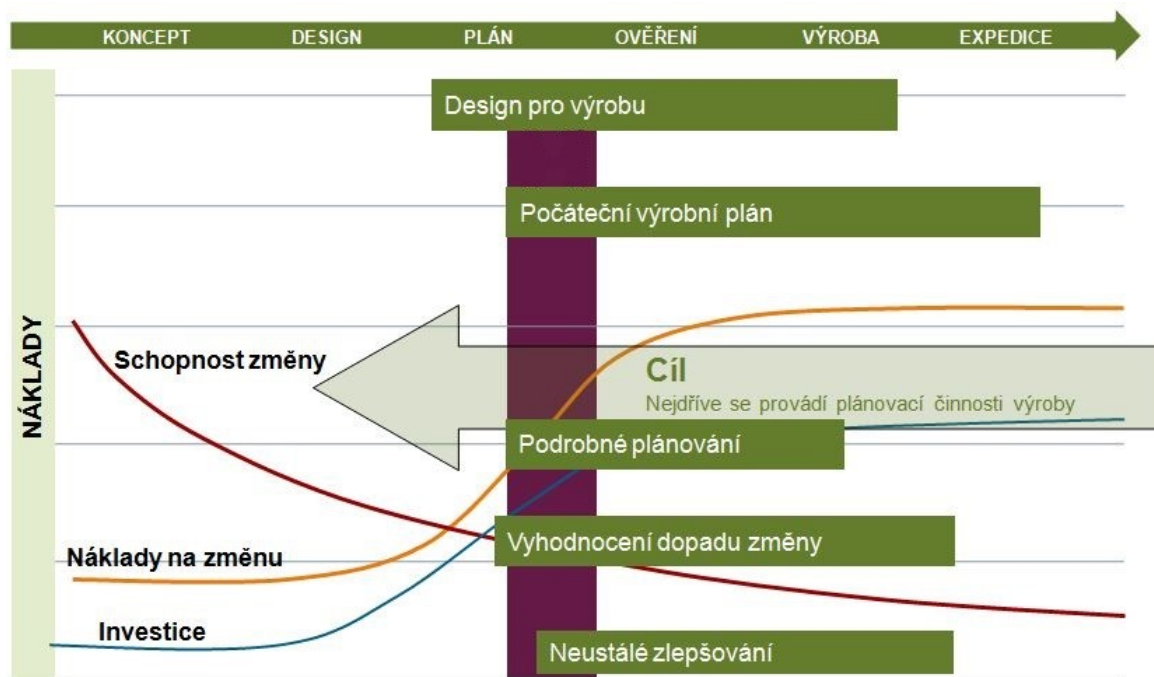 KONCEPT DESIGN PLÁN OVĚŘENÍ VÝROBA EXPEDICE
NÁKLADY
Design pro výrobu
Počáteční výrobní plán
Schopnost změny
Cíl
Nejdříve se provádí plánovací činnosti výroby
Podrobné plánování
Vyhodnocení dopadu změny
Náklady na změnu
Investice
Neustálé zlepšování